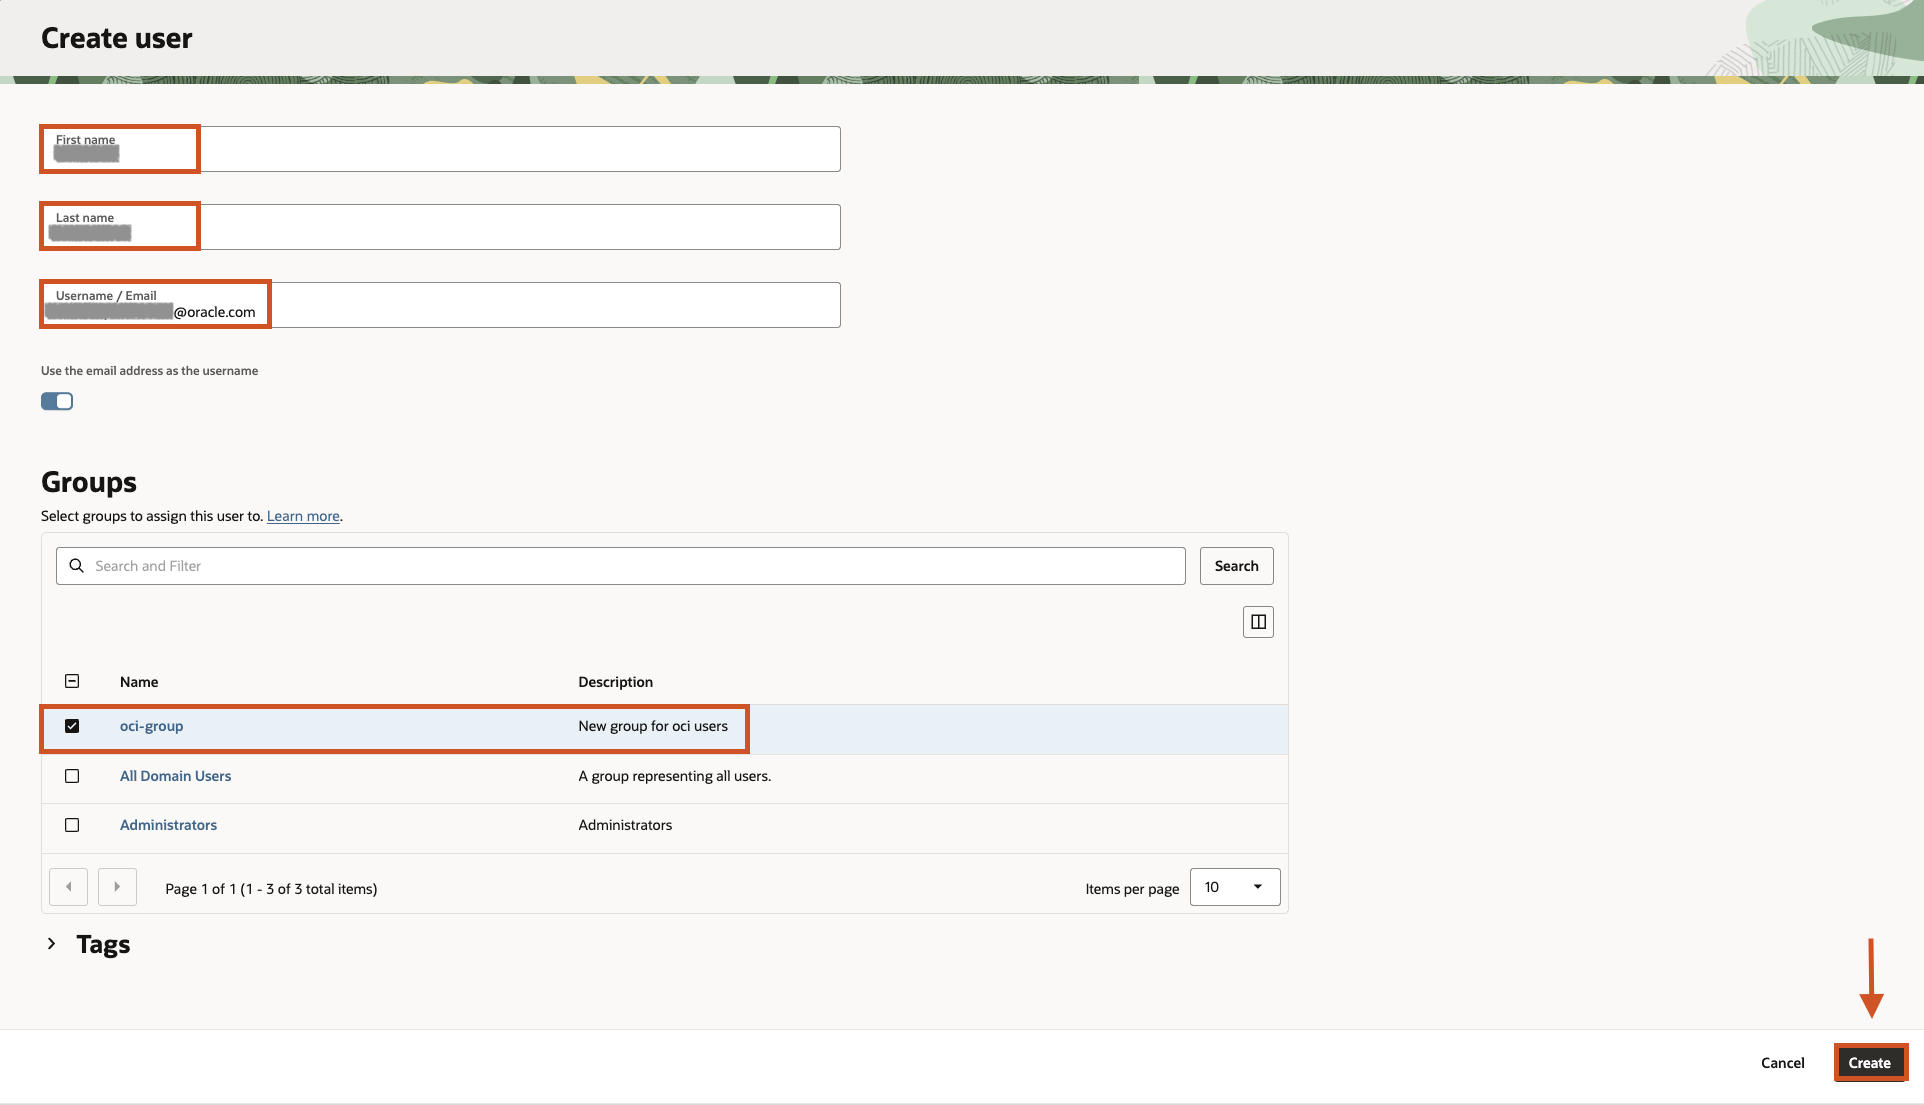 Create user
First name
Last name
Username / Email
@oracle.com
Use the email address as the username
Groups
Select groups to assign this user to. Learn more.
Search and Filter
Search
Name Description
oci-group New group for oci users
All Domain Users A group representing all users.
Administrators Administrators
Page 1 of 1 (1 - 3 of 3 total items) Items per page 10
Tags
Cancel Create